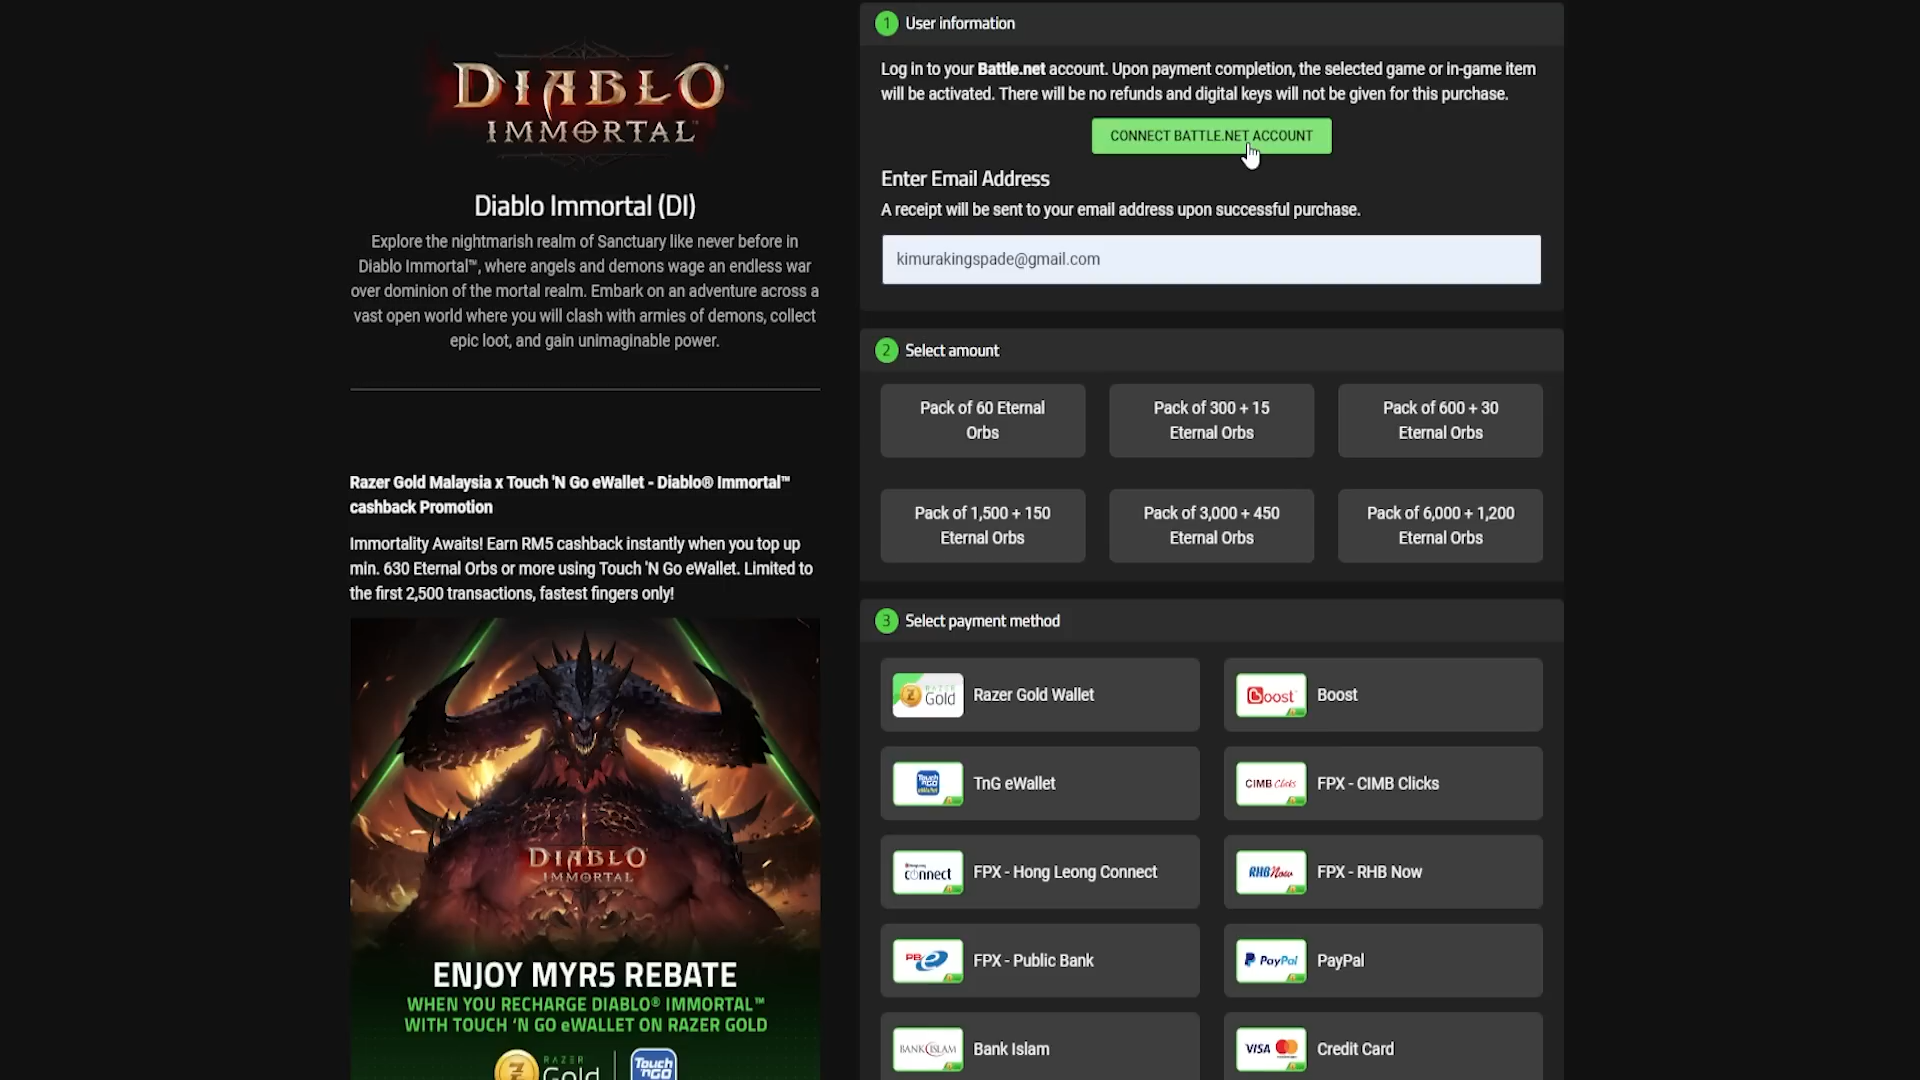 DIABLO
IMMORTAL
Diablo Immortal (DI)
Explore the nightmarish realm of Sanctuary like never before in
Diablo Immortal™, where angels and demons wage an endless war
over dominion of the mortal realm. Embark on an adventure across a
vast open world where you will clash with armies of demons, collect
epic loot, and gain unimaginable power.
Razer Gold Malaysia x Touch 'N Go eWallet - Diablo® Immortal™
cashback Promotion
Immortality Awaits! Earn RM5 cashback instantly when you top up
min. 630 Eternal Orbs or more using Touch 'N Go eWallet. Limited to
the first 2,500 transactions, fastest fingers only!
DIABLO
IMMORTAL
ENJOY MYR5 REBATE
WHEN YOU RECHARGE DIABLO® IMMORTAL™
WITH TOUCH 'N GO eWALLET ON RAZER GOLD
RAZER
Gold
Touch
'nGO
1 User information
Log in to your Battle.net account. Upon payment completion, the selected game or in-game item
will be activated. There will be no refunds and digital keys will not be given for this purchase.
CONNECT BATTLE.NET ACCOUNT
Enter Email Address
A receipt will be sent to your email address upon successful purchase.
kimurakingspade@gmail.com
2 Select amount
Pack of 60 Eternal
Orbs
Pack of 300 + 15
Eternal Orbs
Pack of 600 + 30
Eternal Orbs
Pack of 1,500 + 150
Eternal Orbs
Pack of 3,000 + 450
Eternal Orbs
Pack of 6,000 + 1,200
Eternal Orbs
3 Select payment method
RAZER
Gold
Razer Gold Wallet
Boost
Boost
Touch
'nGO
eWallet
TnG eWallet
CIMB Clicks
FPX - CIMB Clicks
Connect
FPX - Hong Leong Connect
RHB Now
FPX - RHB Now
PBe
FPX - Public Bank
PayPal
PayPal
BANK ISLAM
Bank Islam
VISA
Credit Card